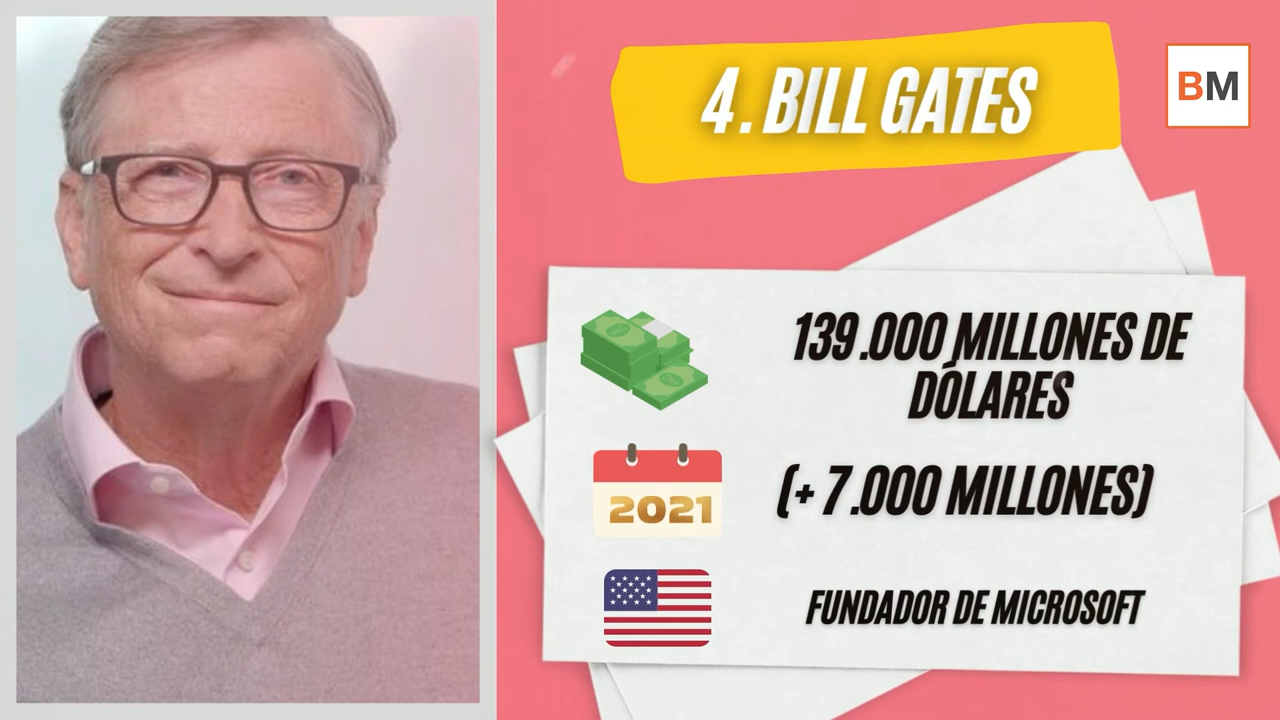 4. BILL GATES
BM
139.000 MILLONES DE
DÓLARES
2021
(+ 7.000 MILLONES)
FUNDADOR DE MICROSOFT